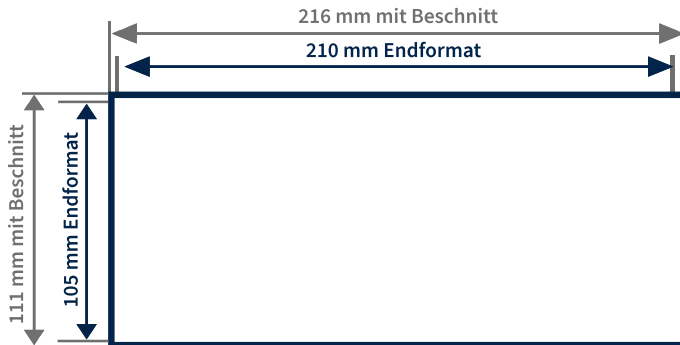 216 mm mit Beschnitt
210 mm Endformat
111 mm mit Beschnitt
105 mm Endformat